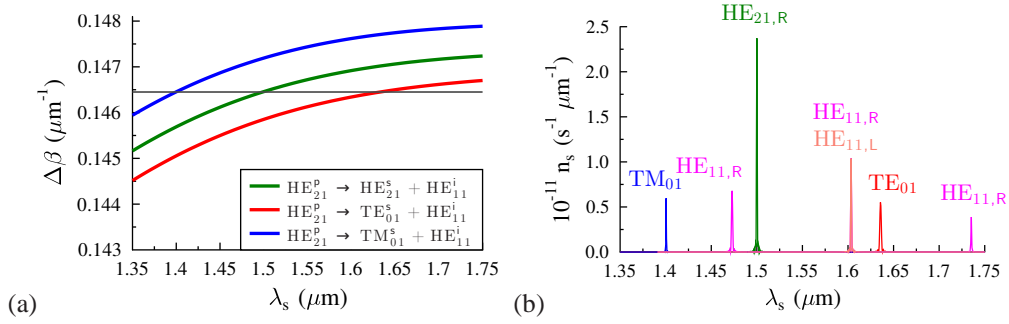 0.148
0.147
0.146
0.145
0.144
0.143
Δβ (μm⁻¹)
HE₂₁ᵖ → HE₂₁ˢ + HE₁₁ⁱ
HE₂₁ᵖ → TE₀₁ˢ + HE₁₁ⁱ
HE₂₁ᵖ → TM₀₁ˢ + HE₁₁ⁱ
1.35 1.4 1.45 1.5 1.55 1.6 1.65 1.7 1.75
λₛ (μm)
(a)
2.5
2.0
1.5
1.0
0.5
0.0
10⁻¹¹ nₛ (s⁻¹ μm⁻¹)
HE₂₁,R
HE₁₁,R
HE₁₁,L
TM₀₁
HE₁₁,R
TE₀₁
HE₁₁,R
1.35 1.4 1.45 1.5 1.55 1.6 1.65 1.7 1.75
λₛ (μm)
(b)